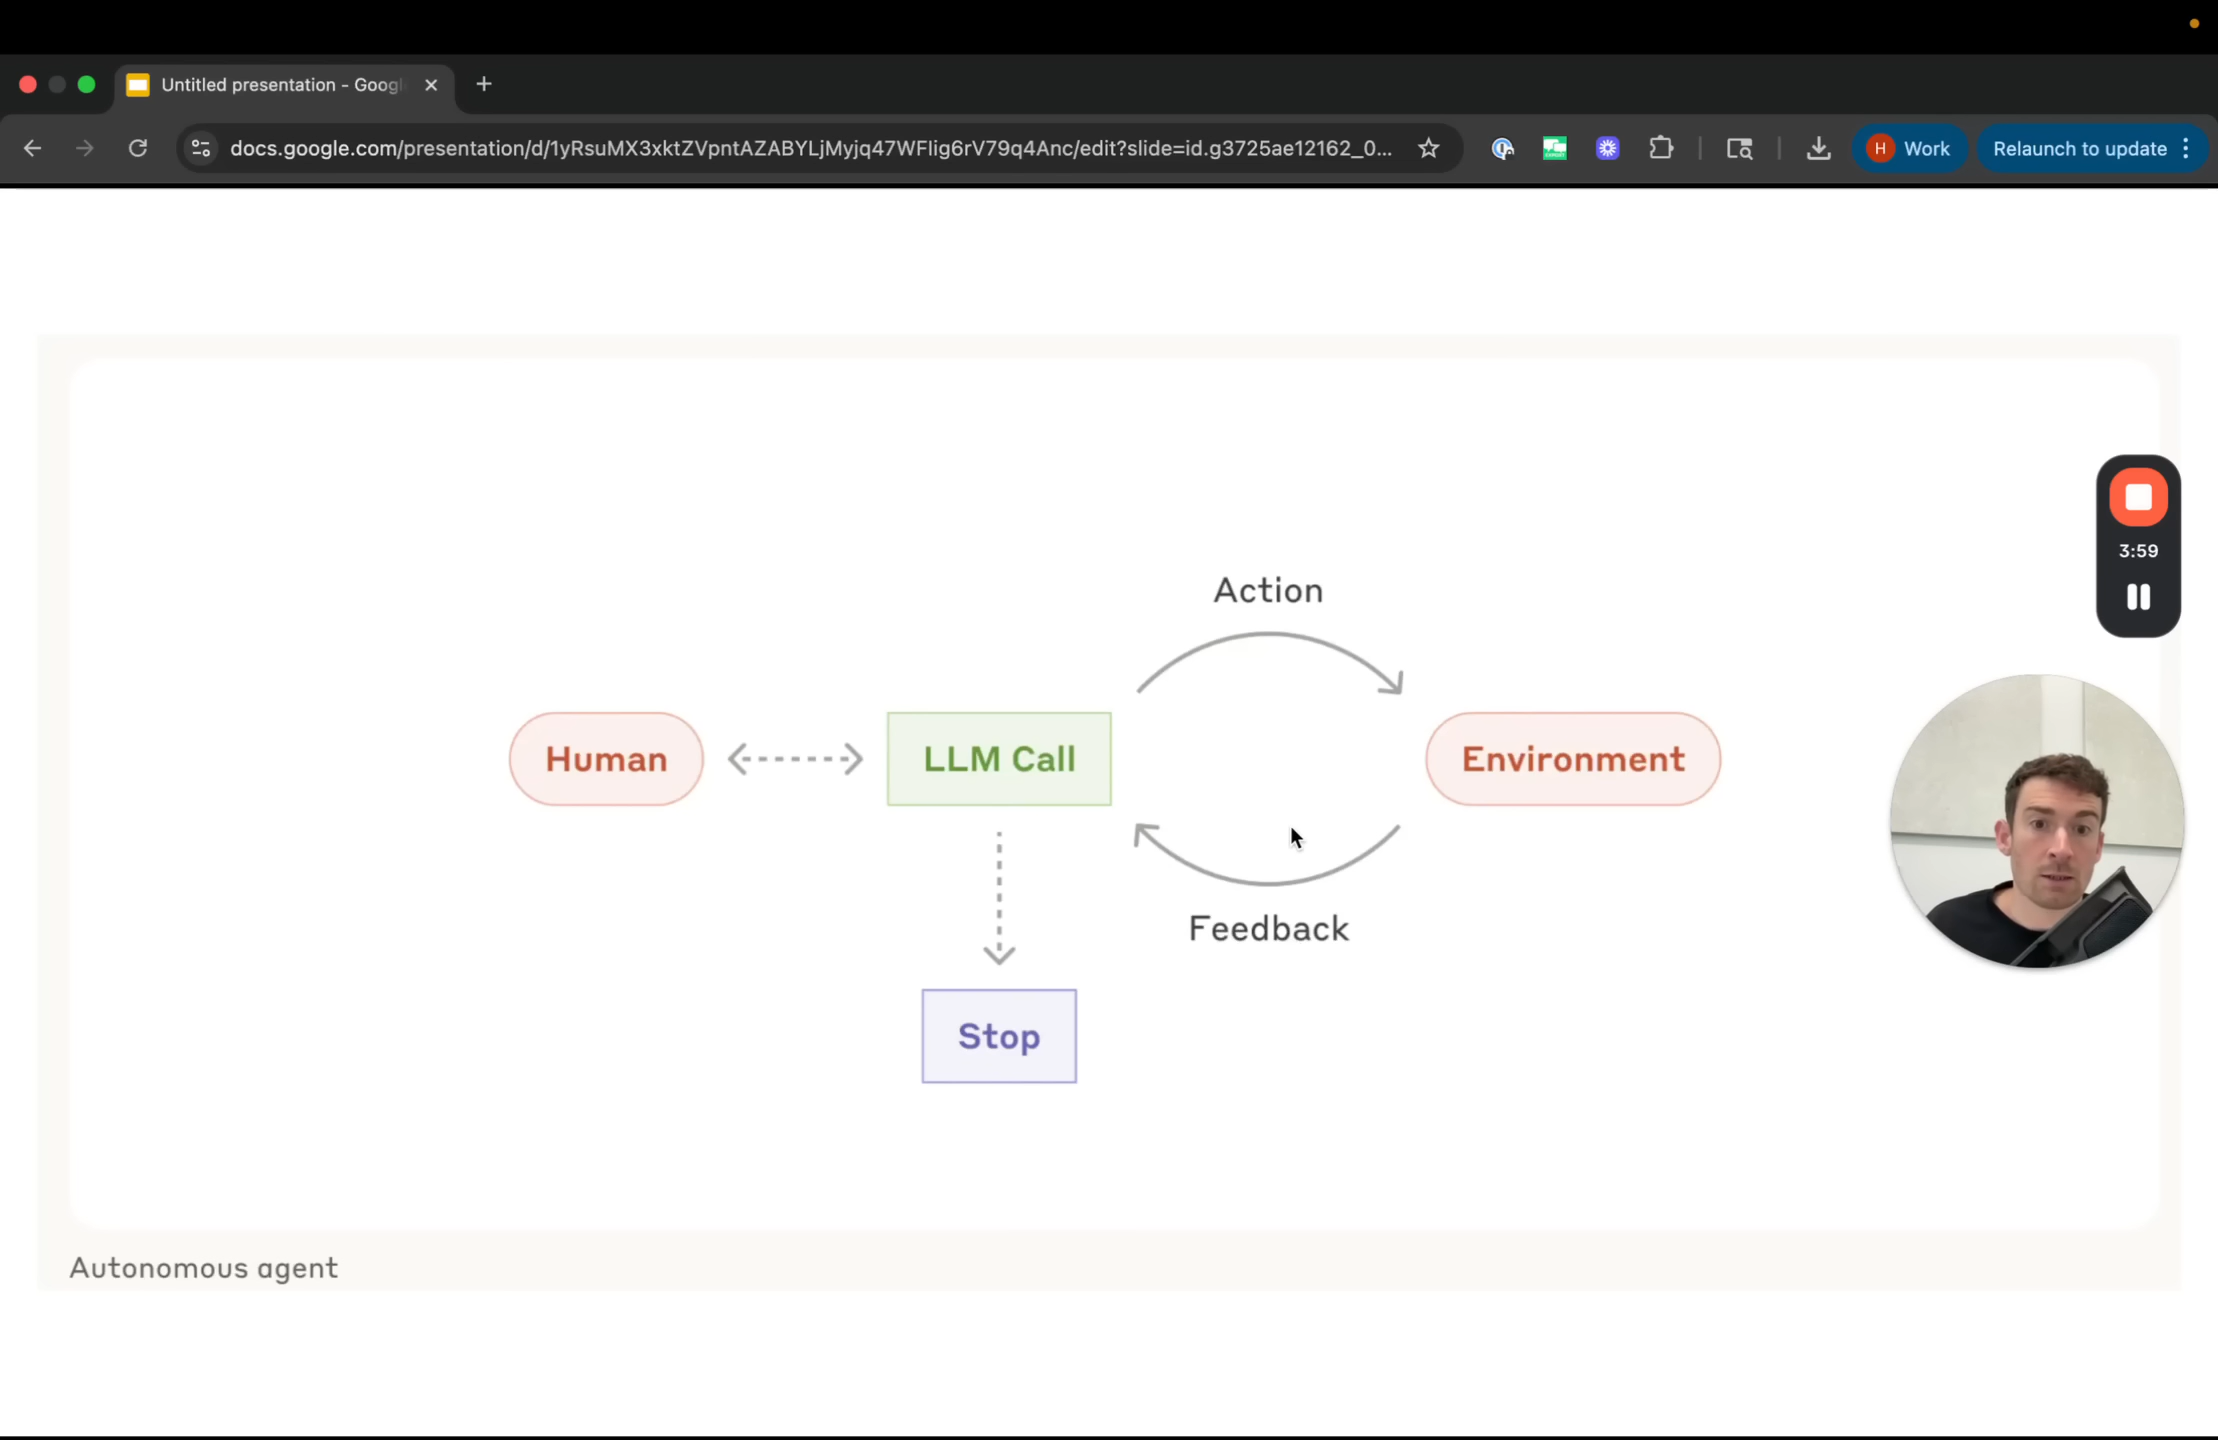 Untitled presentation - Goog
docs.google.com/presentation/d/1yRsuMX3xktZVpntAZABYLjMyjq47WFlig6rV79q4Anc/edit?slide=id.g3725ae12162_0...
H Work
Relaunch to update
3:59
Action
Human
LLM Call
Environment
Feedback
Stop
Autonomous agent